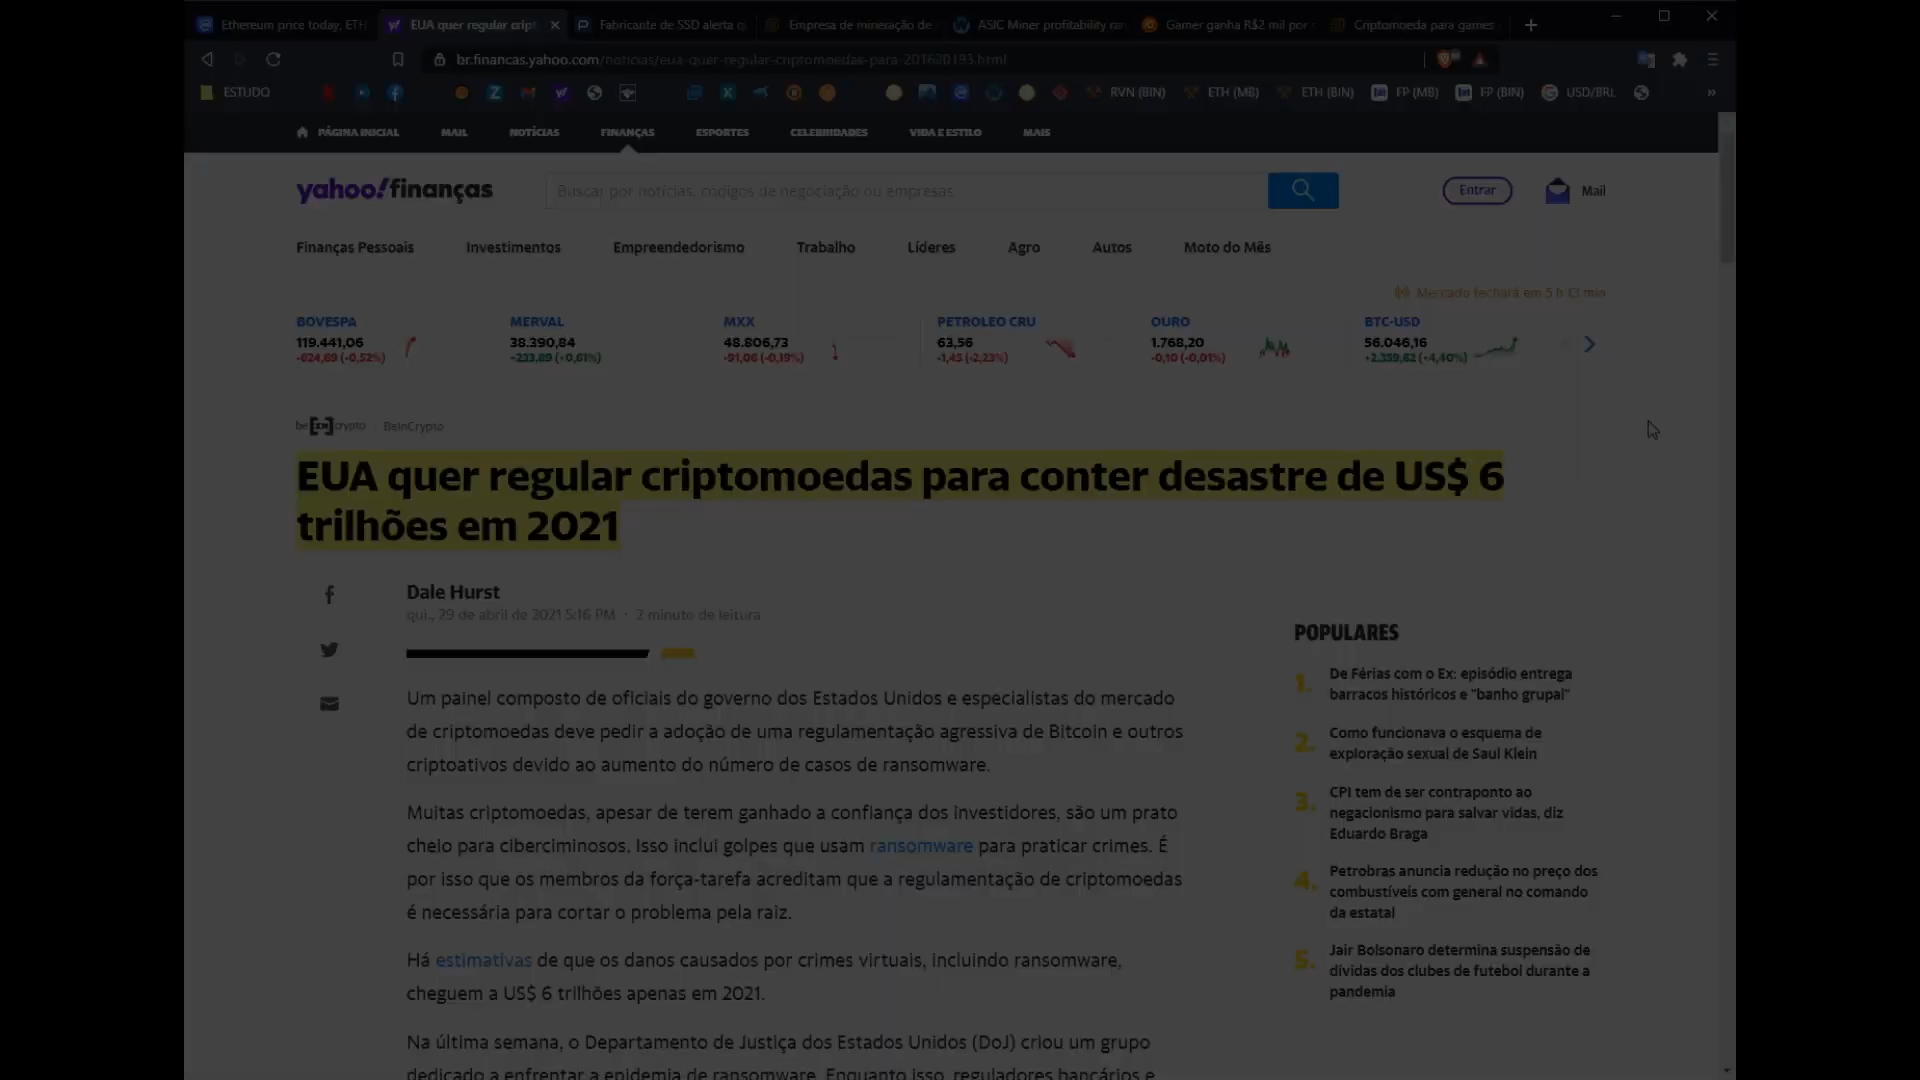 Ethereum price today, ETH
EUA quer regular cript
Fabricante de SSD alerta q
Empresa de mineração de
ASIC Miner profitability ran
Gamer ganha R$2 mil por
Criptomoeda para games
br.financas.yahoo.com/noticias/eua-quer-regular-criptomoedas-para-201620193.html
ESTUDO
RVN (BIN)
ETH (MB)
ETH (BIN)
FP (MB)
FP (BIN)
USD/BRL
PÁGINA INICIAL
MAIL
NOTÍCIAS
FINANÇAS
ESPORTES
CELEBRIDADES
VIDA E ESTILO
MAIS
yahoo!finanças
Buscar por notícias, códigos de negociação ou empresas
Entrar
Mail
Finanças Pessoais
Investimentos
Empreendedorismo
Trabalho
Líderes
Agro
Autos
Moto do Mês
Mercado fechará em 5 h 13 min
BOVESPA
119.441,06
-624,69 (-0,52%)
MERVAL
38.390,84
-233,89 (-0,61%)
MXX
48.806,73
-91,06 (-0,19%)
PETROLEO CRU
63,56
-1,45 (-2,23%)
OURO
1.768,20
-0,10 (-0,01%)
BTC-USD
56.046,16
+2.359,62 (+4,40%)
be[IN]crypto
BeInCrypto
EUA quer regular criptomoedas para conter desastre de US$ 6
trilhões em 2021
Dale Hurst
qui., 29 de abril de 2021 5:16 PM · 2 minuto de leitura
Um painel composto de oficiais do governo dos Estados Unidos e especialistas do mercado
de criptomoedas deve pedir a adoção de uma regulamentação agressiva de Bitcoin e outros
criptoativos devido ao aumento do número de casos de ransomware.
Muitas criptomoedas, apesar de terem ganhado a confiança dos investidores, são um prato
cheio para ciberciminosos. Isso inclui golpes que usam ransomware para praticar crimes. É
por isso que os membros da força-tarefa acreditam que a regulamentação de criptomoedas
é necessária para cortar o problema pela raiz.
Há estimativas de que os danos causados por crimes virtuais, incluindo ransomware,
cheguem a US$ 6 trilhões apenas em 2021.
Na última semana, o Departamento de Justiça dos Estados Unidos (DoJ) criou um grupo
dedicado a enfrentar a epidemia de ransomware. Enquanto isso, reguladores bancários e
POPULARES
1. De Férias com o Ex: episódio entrega
barracos históricos e "banho grupal"
2. Como funcionava o esquema de
exploração sexual de Saul Klein
3. CPI tem de ser contraponto ao
negacionismo para salvar vidas, diz
Eduardo Braga
4. Petrobras anuncia redução no preço dos
combustíveis com general no comando
da estatal
5. Jair Bolsonaro determina suspensão de
dívidas dos clubes de futebol durante a
pandemia